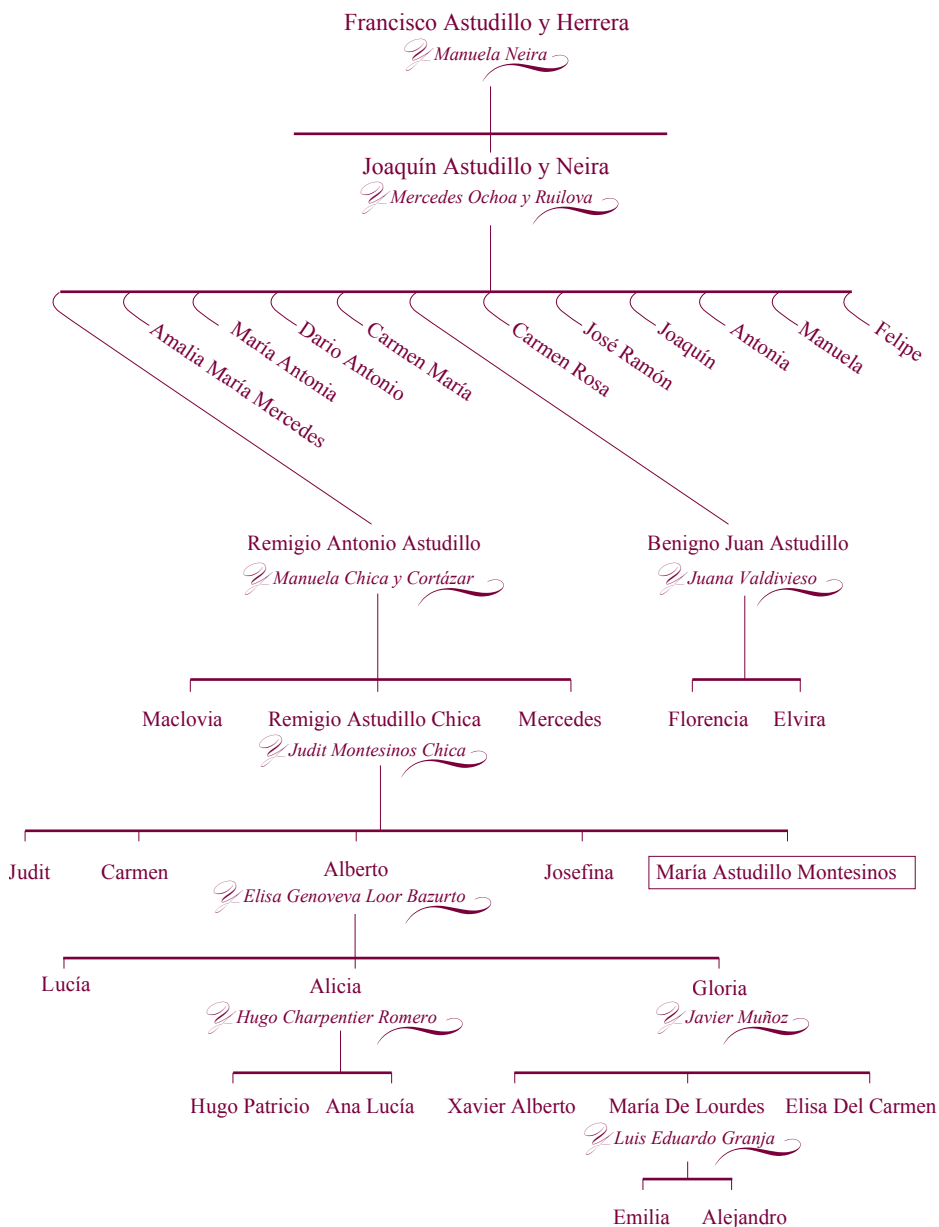 Francisco Astudillo y Herrera
Y Manuela Neira
Joaquín Astudillo y Neira
Y Mercedes Ochoa y Ruilova
Amalia María Mercedes
María Antonia
Dario Antonio
Carmen María
Carmen Rosa
José Ramón
Joaquín
Antonia
Manuela
Felipe
Remigio Antonio Astudillo
Y Manuela Chica y Cortázar
Benigno Juan Astudillo
Y Juana Valdivieso
Maclovia
Remigio Astudillo Chica
Y Judit Montesinos Chica
Mercedes
Florencia
Elvira
Judit
Carmen
Alberto
Y Elisa Genoveva Loor Bazurto
Josefina
María Astudillo Montesinos
Lucía
Alicia
Y Hugo Charpentier Romero
Gloria
Y Javier Muñoz
Hugo Patricio
Ana Lucía
Xavier Alberto
María De Lourdes
Y Luis Eduardo Granja
Elisa Del Carmen
Emilia
Alejandro